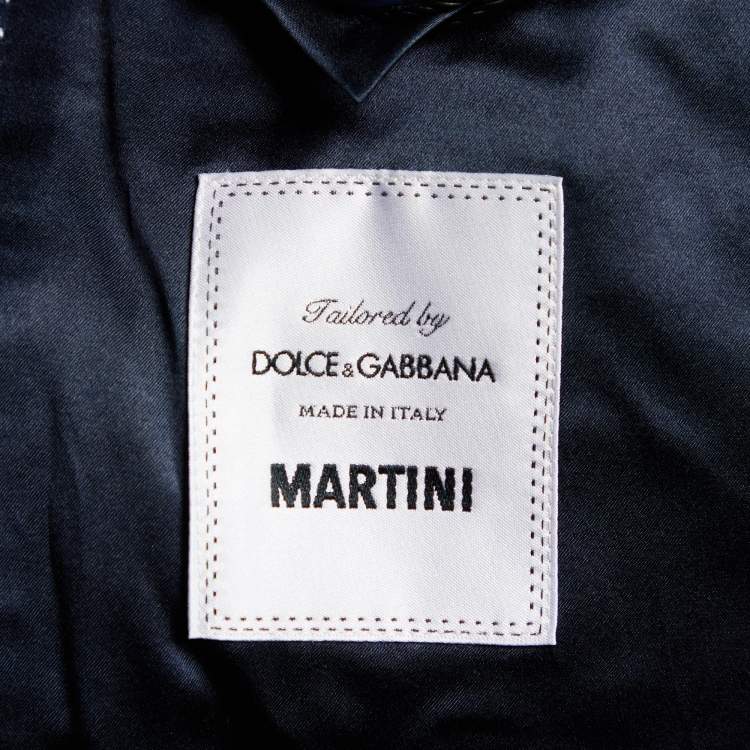 Tailored by
DOLCE & GABBANA
MADE IN ITALY
MARTINI